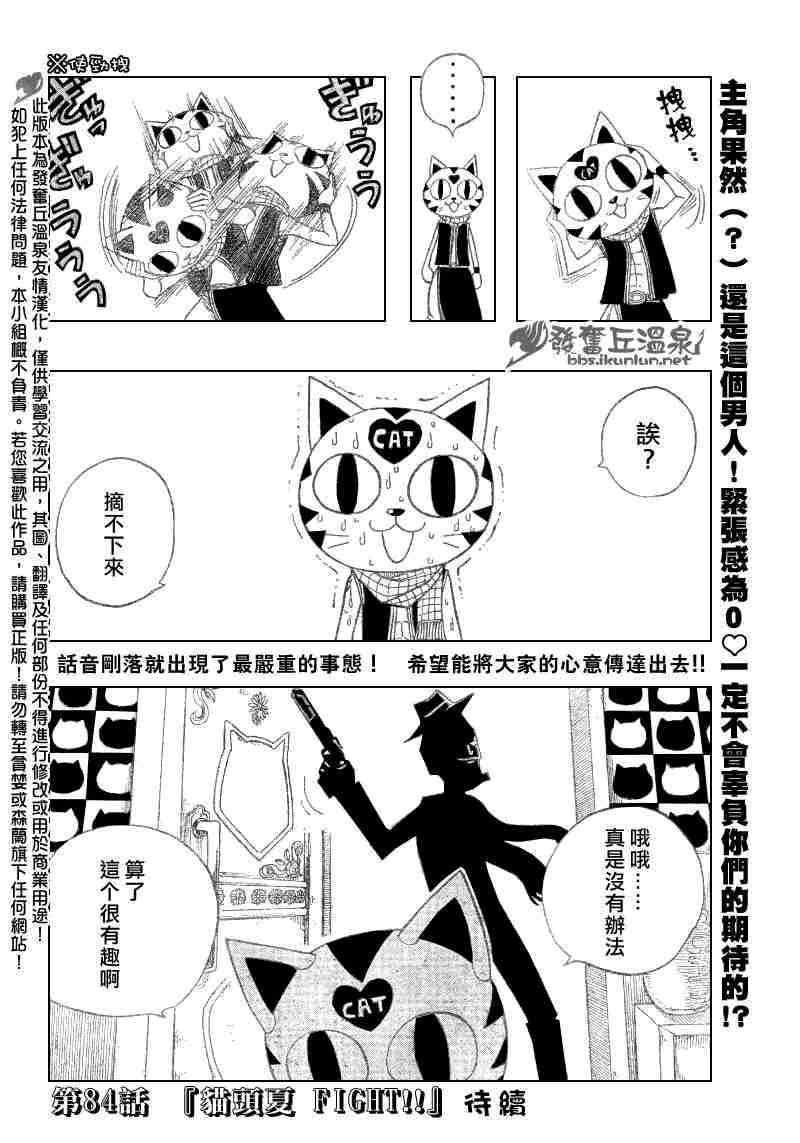 主角果然（？）還是這個男人！緊張感為0♡一定不會辜負你們的期待的!?
拽拽…
………
※使勁拽
ぎゅうぅ
ぎゅうううっ
發奮丘溫泉
bbs.ikunlun.net
誒？
CAT
摘不下來
話音剛落就出現了最嚴重的事態！
希望能將大家的心意傳達出去!!
哦哦……
真是沒有辦法
算了
這个很有趣啊
CAT
第84話 『貓頭夏 FIGHT!!』 待續
此版本為發奮丘溫泉友情漢化，僅供學習交流之用，其圖、翻譯及任何部份不得進行修改或用於商業用途！
如犯上任何法律問題，本小組概不負責。若您喜歡此作品，請購買正版！請勿轉至貪婪或森蘭旗下任何網站！